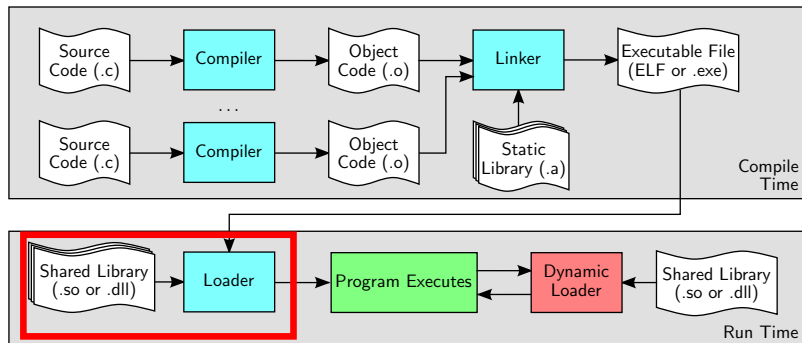 Source
Code (.c)
Compiler
Object
Code (.o)
Linker
Executable File
(ELF or .exe)
...
Source
Code (.c)
Compiler
Object
Code (.o)
Static
Library (.a)
Compile
Time
Shared Library
(.so or .dll)
Loader
Program Executes
Dynamic
Loader
Shared Library
(.so or .dll)
Run Time